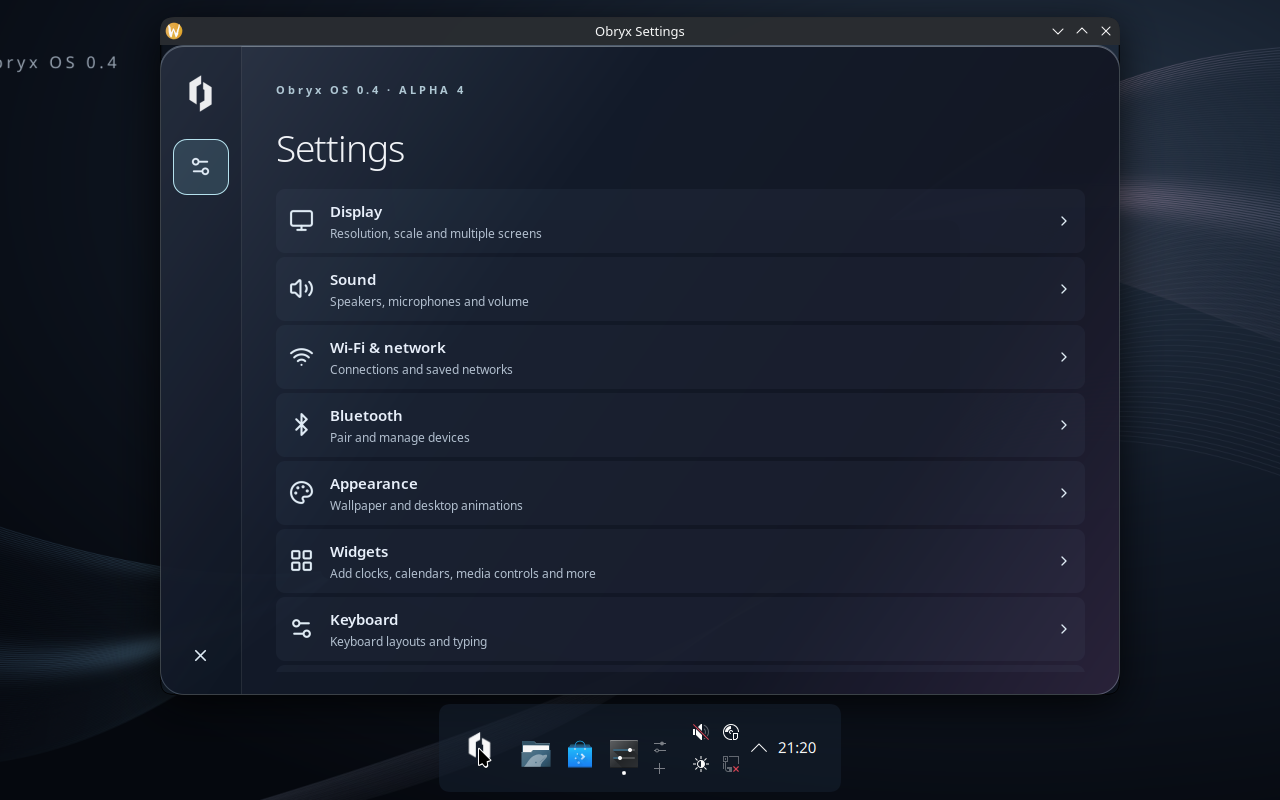 Obryx Settings
ryx OS 0.4
Obryx OS 0.4 · ALPHA 4
Settings
Display
Resolution, scale and multiple screens
Sound
Speakers, microphones and volume
Wi-Fi & network
Connections and saved networks
Bluetooth
Pair and manage devices
Appearance
Wallpaper and desktop animations
Widgets
Add clocks, calendars, media controls and more
Keyboard
Keyboard layouts and typing
21:20